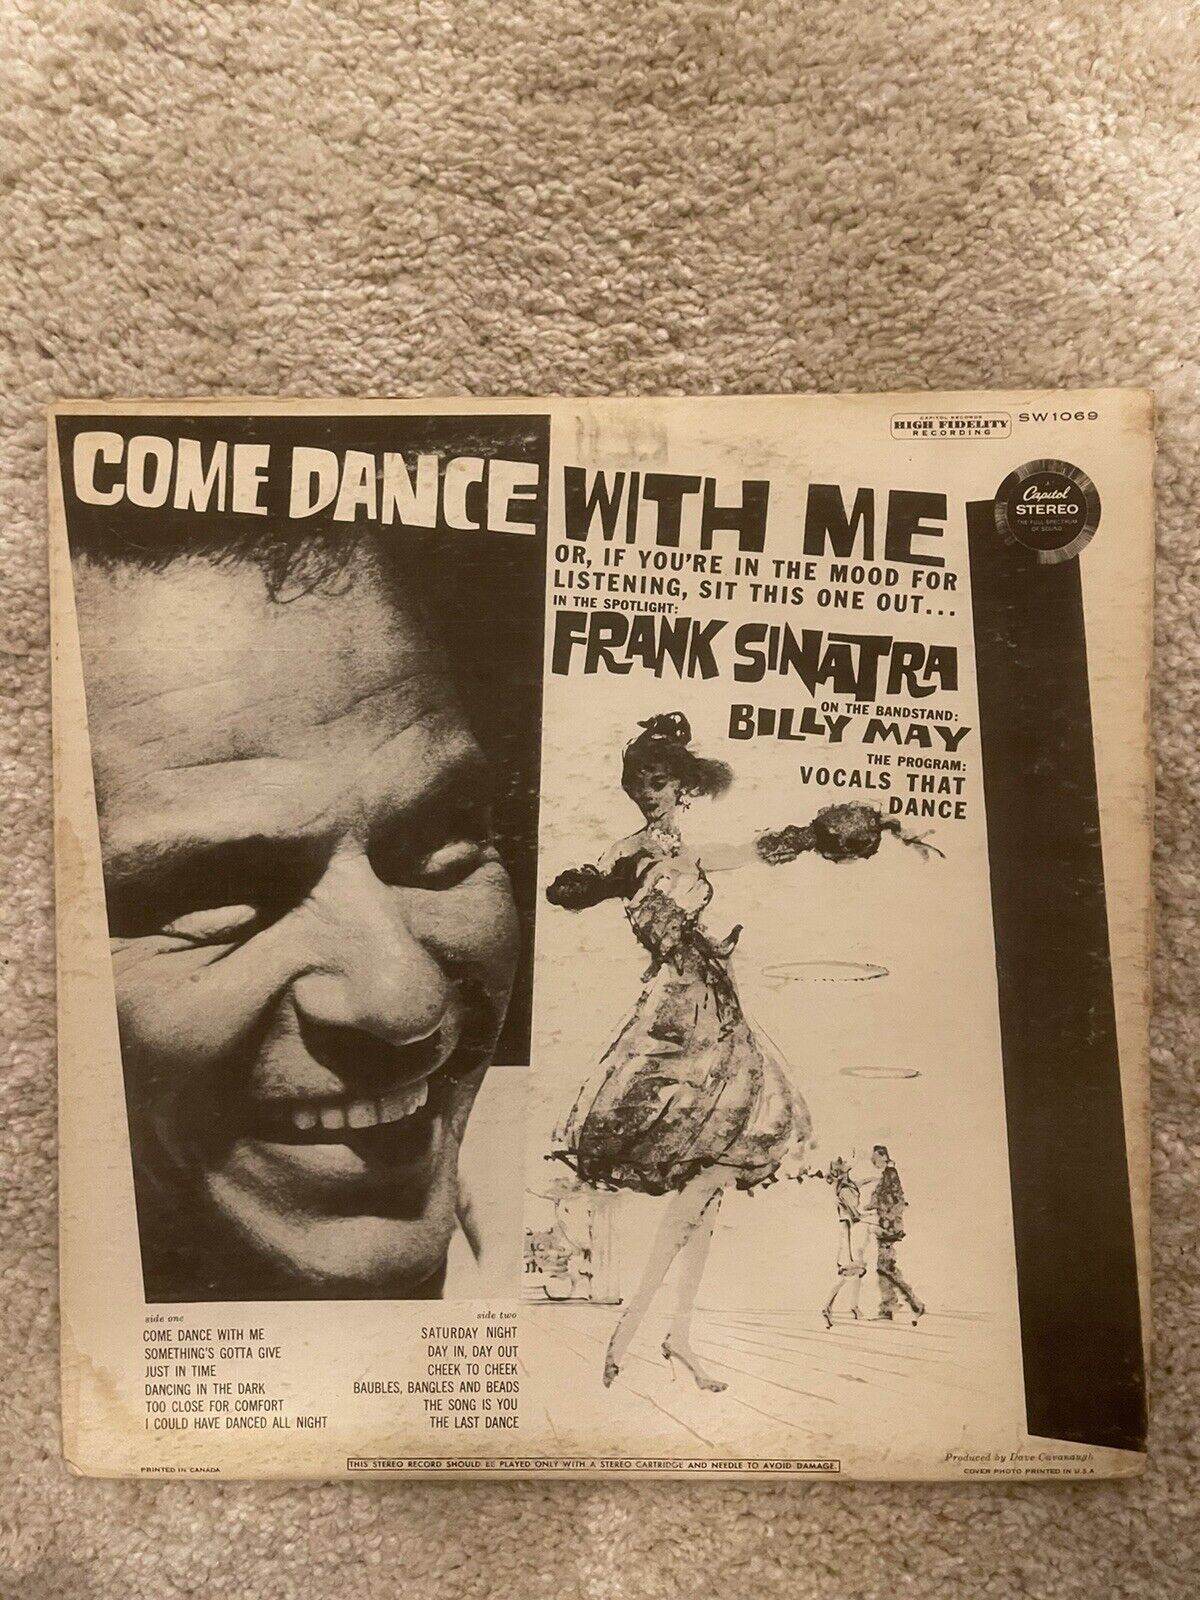 CAPITOL RECORDS
HIGH FIDELITY
RECORDING
SW1069
COME DANCE WITH ME
Capitol
STEREO
THE FULL SPECTRUM
OF SOUND
OR, IF YOU'RE IN THE MOOD FOR
LISTENING, SIT THIS ONE OUT...
IN THE SPOTLIGHT:
FRANK SINATRA
ON THE BANDSTAND:
BILLY MAY
THE PROGRAM:
VOCALS THAT
DANCE
side one
COME DANCE WITH ME
SOMETHING'S GOTTA GIVE
JUST IN TIME
DANCING IN THE DARK
TOO CLOSE FOR COMFORT
I COULD HAVE DANCED ALL NIGHT
side two
SATURDAY NIGHT
DAY IN, DAY OUT
CHEEK TO CHEEK
BAUBLES, BANGLES AND BEADS
THE SONG IS YOU
THE LAST DANCE
PRINTED IN CANADA
THIS STEREO RECORD SHOULD BE PLAYED ONLY WITH A STEREO CARTRIDGE AND NEEDLE TO AVOID DAMAGE.
Produced by Dave Cavanaugh
COVER PHOTO PRINTED IN U.S.A